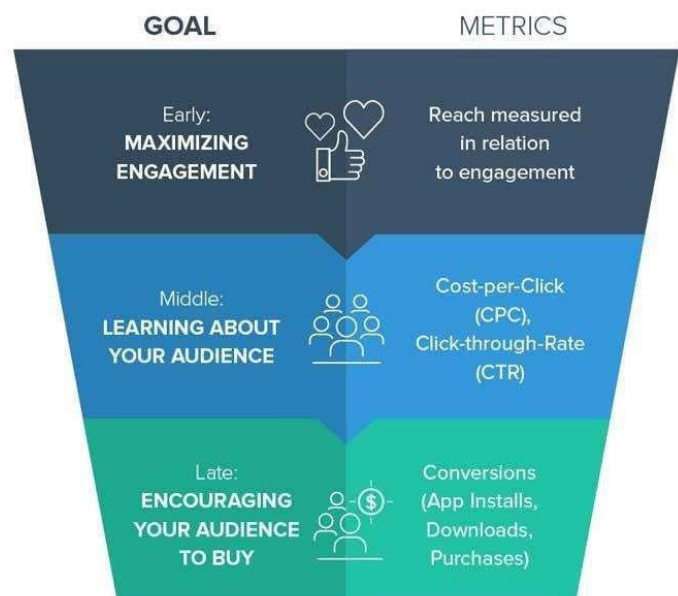 GOAL
METRICS
Early:
MAXIMIZING
ENGAGEMENT
Reach measured
in relation
to engagement
Middle:
LEARNING ABOUT
YOUR AUDIENCE
Cost-per-Click
(CPC),
Click-through-Rate
(CTR)
Late:
ENCOURAGING
YOUR AUDIENCE
TO BUY
$
Conversions
(App Installs,
Downloads,
Purchases)